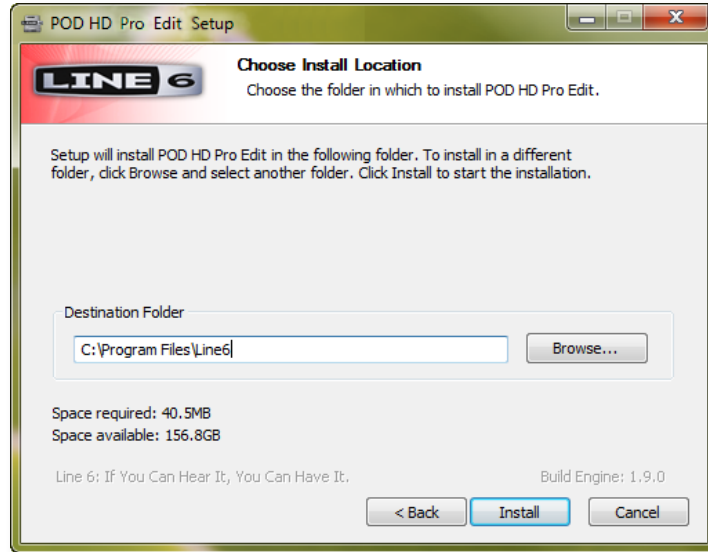 POD HD Pro Edit Setup
LINE 6
Choose Install Location
Choose the folder in which to install POD HD Pro Edit.
Setup will install POD HD Pro Edit in the following folder. To install in a different
folder, click Browse and select another folder. Click Install to start the installation.
Destination Folder
C:\Program Files\Line6
Browse...
Space required: 40.5MB
Space available: 156.8GB
Line 6: If You Can Hear It, You Can Have It.
Build Engine: 1.9.0
< Back
Install
Cancel